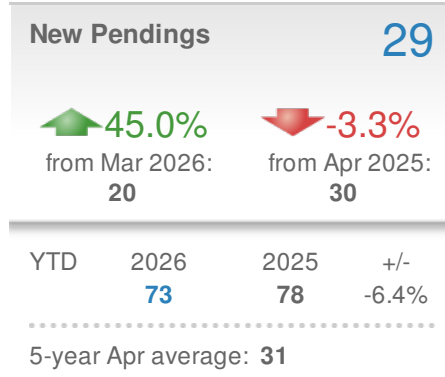 New Pendings 29
45.0% -3.3%
from Mar 2026: from Apr 2025:
20 30
YTD 2026 2025 +/-
73 78 -6.4%
5-year Apr average: 31